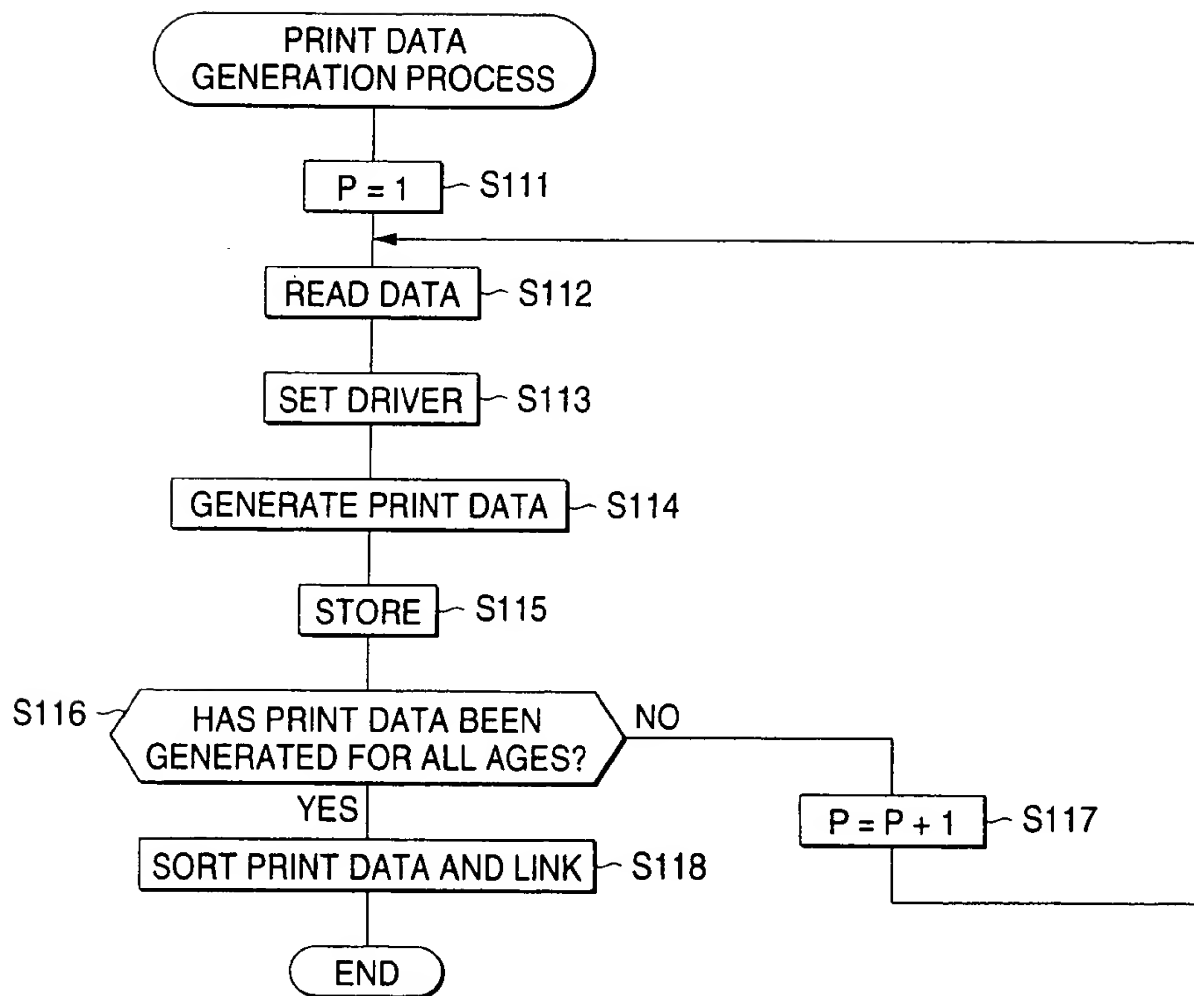 PRINT DATA
GENERATION PROCESS
P = 1
S111
READ DATA
S112
SET DRIVER
S113
GENERATE PRINT DATA
S114
STORE
S115
S116
HAS PRINT DATA BEEN
GENERATED FOR ALL AGES?
NO
YES
P = P + 1
S117
SORT PRINT DATA AND LINK
S118
END